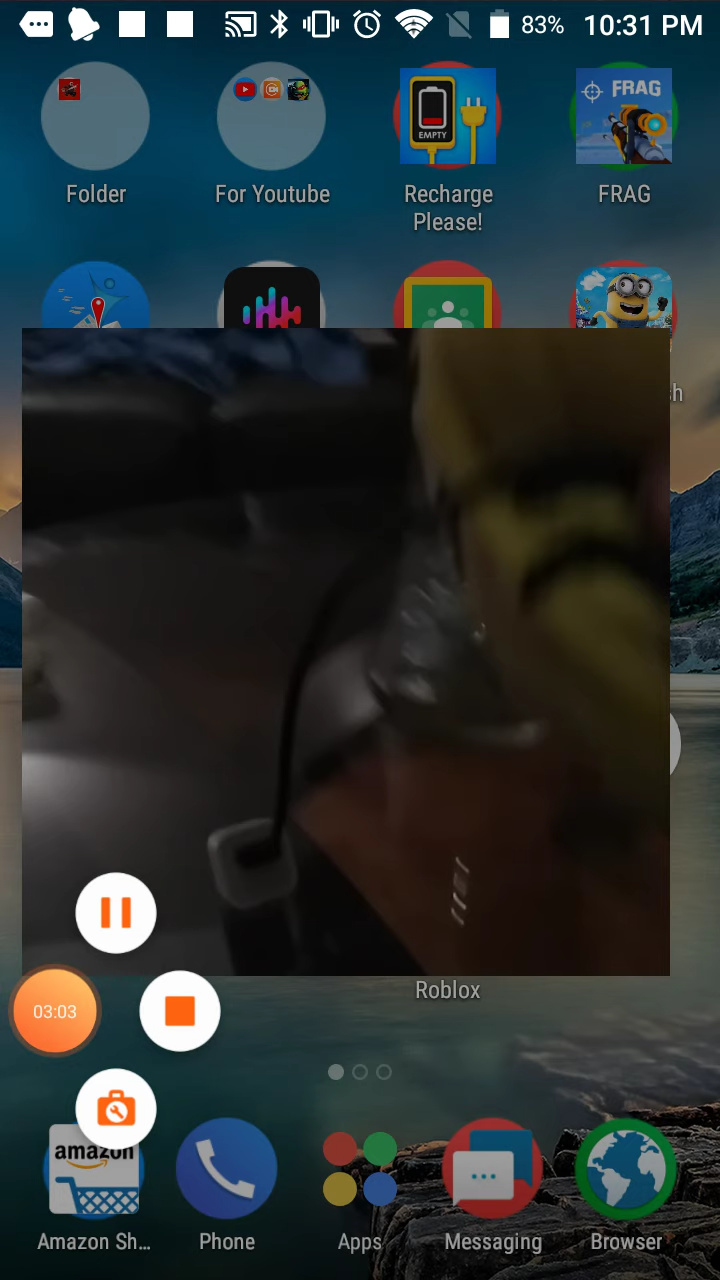 83% 10:31 PM
EMPTY
FRAG
Folder
For Youtube
Recharge
Please!
FRAG
sh
03:03
Roblox
amazon
Amazon Sh...
Phone
Apps
Messaging
Browser